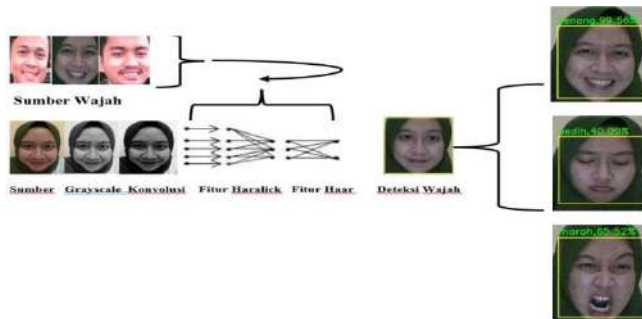 Sumber Wajah
Sumber Grayscale Konvolusi Fitur Haralick Fitur Haar Deteksi Wajah
senang,99.56%
sedih,40.09%
marah,65.52%